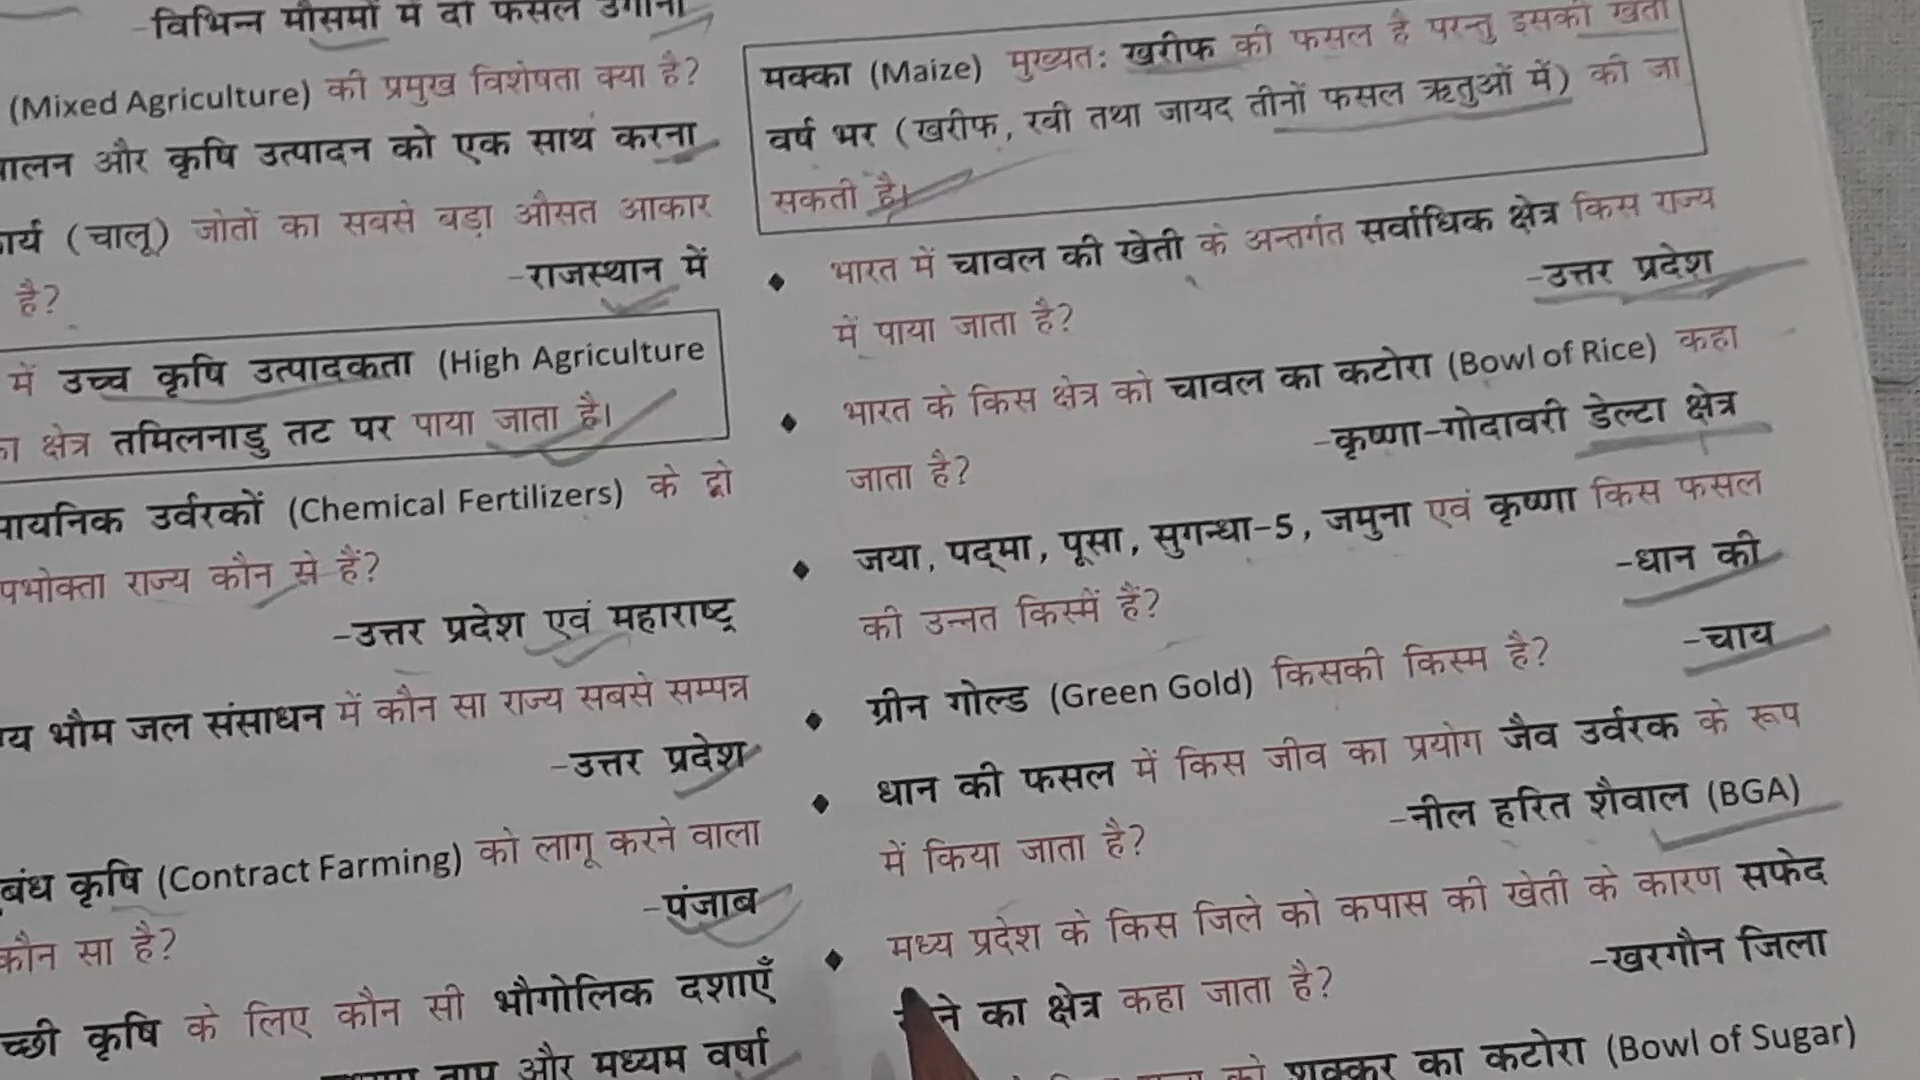 -विभिन्न मौसमों में दो फसल उगाना
(Mixed Agriculture) की प्रमुख विशेषता क्या है?
पालन और कृषि उत्पादन को एक साथ करना
कार्य (चालू) जोतों का सबसे बड़ा औसत आकार
है?
-राजस्थान में
में उच्च कृषि उत्पादकता (High Agriculture
का क्षेत्र तमिलनाडु तट पर पाया जाता है।
सायनिक उर्वरकों (Chemical Fertilizers) के दो
पभोक्ता राज्य कौन से हैं?
-उत्तर प्रदेश एवं महाराष्ट्र
ग्य भौम जल संसाधन में कौन सा राज्य सबसे सम्पन्न
-उत्तर प्रदेश
बंध कृषि (Contract Farming) को लागू करने वाला
कौन सा है?
-पंजाब
च्छी कृषि के लिए कौन सी भौगोलिक दशाएँ
ताप और मध्यम वर्षा
मक्का (Maize) मुख्यत: खरीफ की फसल है परन्तु इसकी खेती
वर्ष भर (खरीफ, रबी तथा जायद तीनों फसल ऋतुओं में) की जा
सकती है।
♦ भारत में चावल की खेती के अन्तर्गत सर्वाधिक क्षेत्र किस राज्य
में पाया जाता है?
-उत्तर प्रदेश
♦ भारत के किस क्षेत्र को चावल का कटोरा (Bowl of Rice) कहा
जाता है?
-कृष्णा-गोदावरी डेल्टा क्षेत्र
♦ जया, पद्मा, पूसा, सुगन्धा-5, जमुना एवं कृष्णा किस फसल
की उन्नत किस्में हैं?
-धान की
♦ ग्रीन गोल्ड (Green Gold) किसकी किस्म है?
-चाय
♦ धान की फसल में किस जीव का प्रयोग जैव उर्वरक के रूप
में किया जाता है?
-नील हरित शैवाल (BGA)
♦ मध्य प्रदेश के किस जिले को कपास की खेती के कारण सफेद
का क्षेत्र कहा जाता है?
-खरगौन जिला
को शक्कर का कटोरा (Bowl of Sugar)